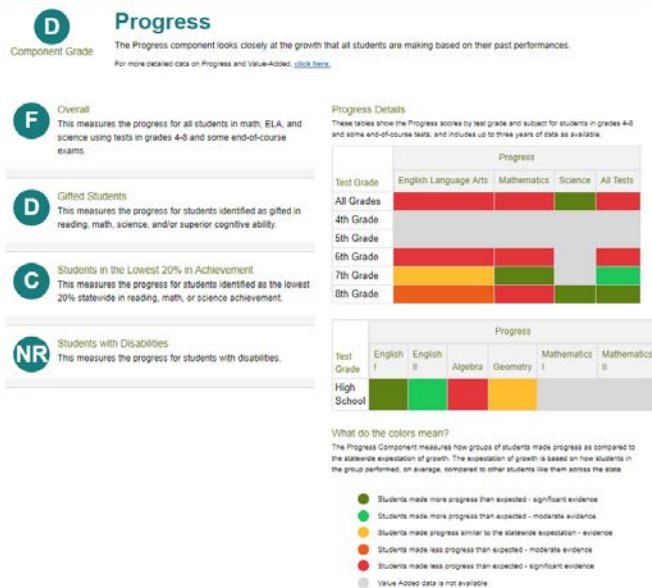 D
Component Grade
Progress
The Progress component looks closely at the growth that all students are making based on their past performances.
For more detailed data on Progress and Value-Added, click here.
F
Overall
This measures the progress for all students in math, ELA, and
science using tests in grades 4-8 and some end-of-course
exams.
D
Gifted Students
This measures the progress for students identified as gifted in
reading, math, science, and/or superior cognitive ability.
C
Students in the Lowest 20% in Achievement
This measures the progress for students identified as the lowest
20% statewide in reading, math, or science achievement.
NR
Students with Disabilities
This measures the progress for students with disabilities.
Progress Details
These tables show the Progress scores by test grade and subject for students in grades 4-8
and some end-of-course tests, and includes up to three years of data as available.
Progress
Test Grade English Language Arts Mathematics Science All Tests
All Grades
4th Grade
5th Grade
6th Grade
7th Grade
8th Grade
Progress
Test Grade English I English II Algebra Geometry Mathematics I Mathematics II
High
School
What do the colors mean?
The Progress Component measures how groups of students made progress as compared to
the statewide expectation of growth. The expectation of growth is based on how students in
the group performed, on average, compared to other students like them across the state
Students made more progress than expected - significant evidence
Students made more progress than expected - moderate evidence
Students made progress similar to the statewide expectation - evidence
Students made less progress than expected - moderate evidence
Students made less progress than expected - significant evidence
Value Added data is not available